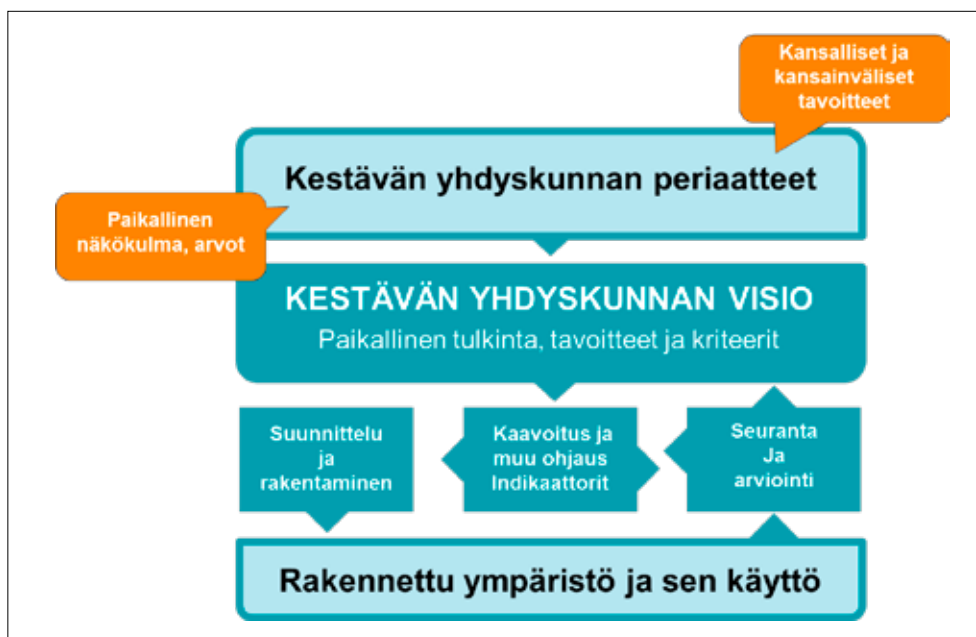 Kansalliset ja
kansainväliset
tavoitteet
Kestävän yhdyskunnan periaatteet
Paikallinen
näkökulma, arvot
KESTÄVÄN YHDYSKUNNAN VISIO
Paikallinen tulkinta, tavoitteet ja kriteerit
Suunnittelu
ja
rakentaminen
Kaavoitus ja
muu ohjaus
Indikaattorit
Seuranta
Ja
arviointi
Rakennettu ympäristö ja sen käyttö